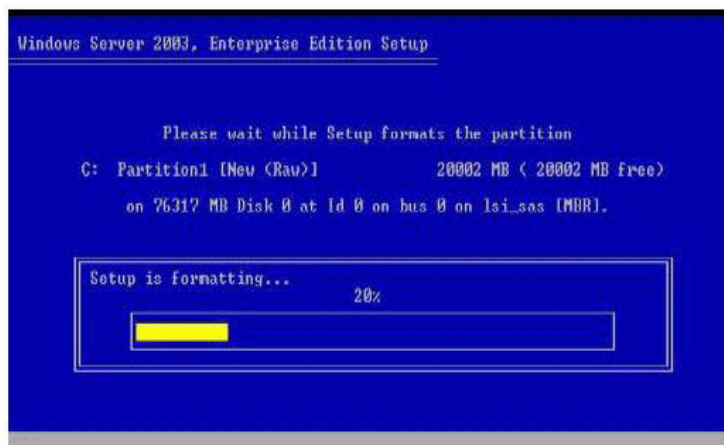 Windows Server 2003, Enterprise Edition Setup
Please wait while Setup formats the partition
C: Partition1 [New (Raw)] 20002 MB ( 20002 MB free)
on 76317 MB Disk 0 at Id 0 on bus 0 on lsi_sas [MBR].
Setup is formatting...
20%